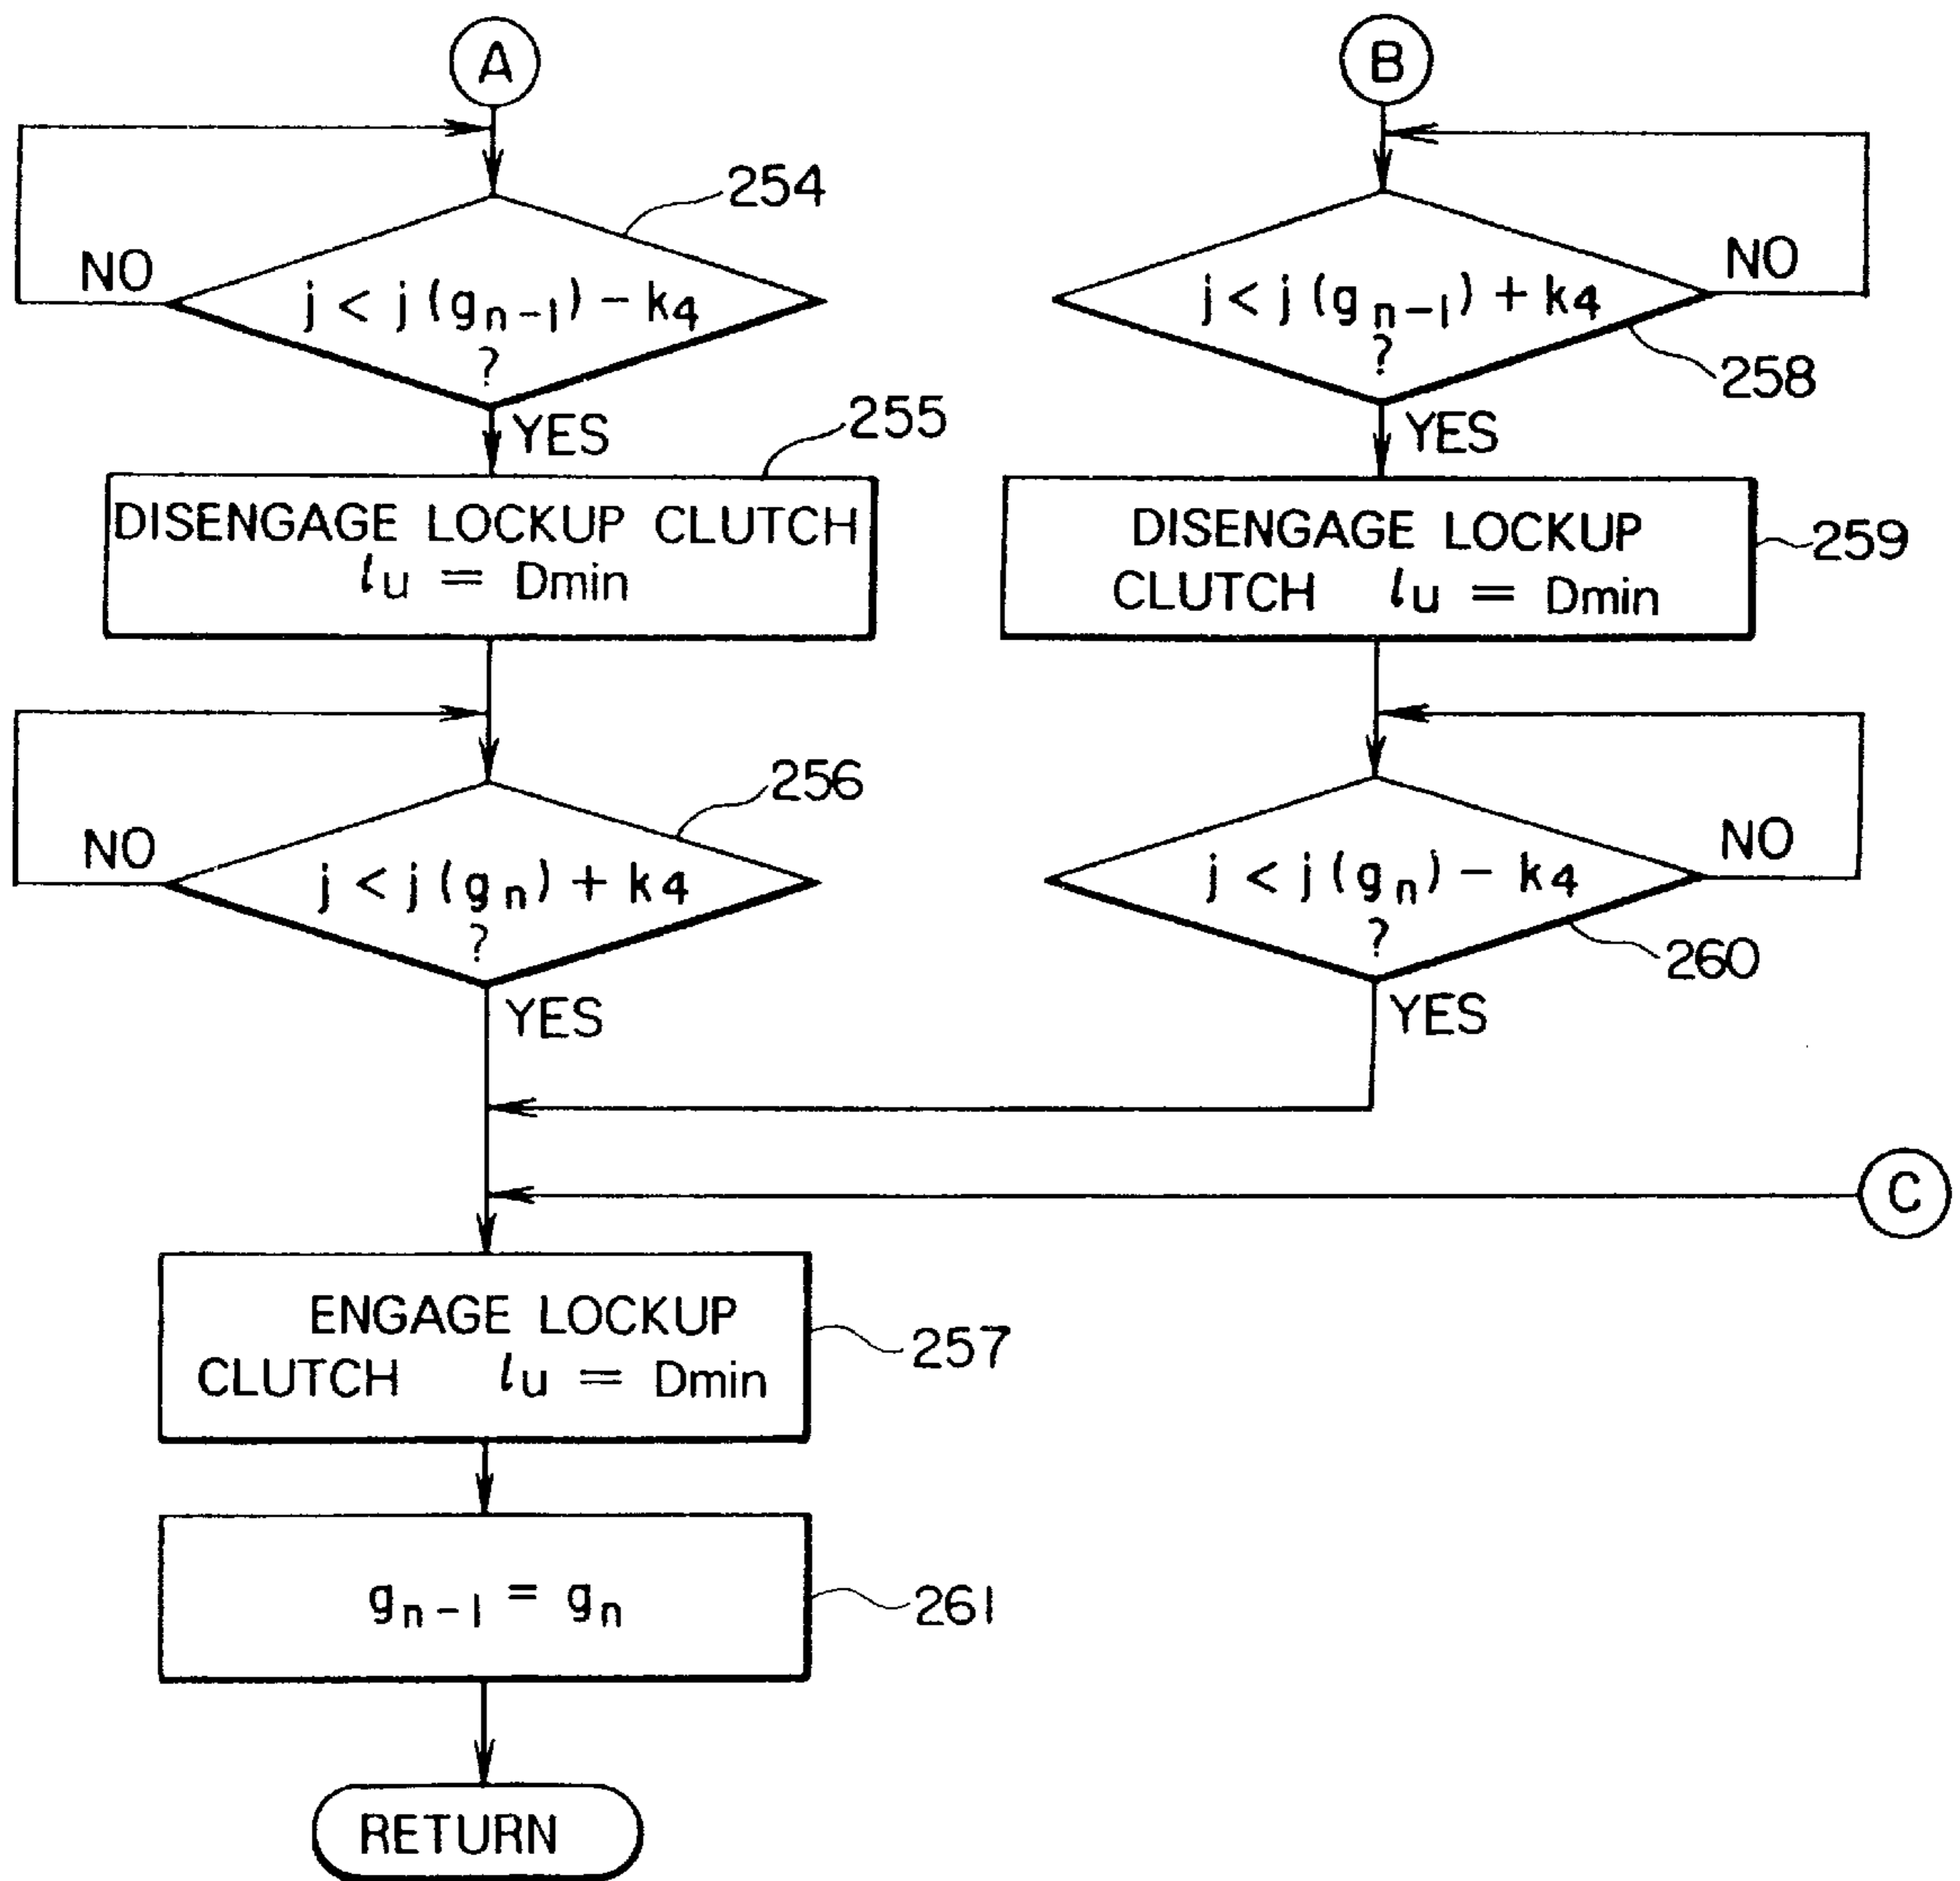 A
254
NO
j < j (gn-1) - k4
?
YES
255
DISENGAGE LOCKUP CLUTCH
lu = Dmin
256
NO
j < j (gn) + k4
?
YES
B
NO
j < j (gn-1) + k4
?
258
YES
DISENGAGE LOCKUP
CLUTCH lu = Dmin
259
NO
j < j (gn) - k4
?
260
YES
C
ENGAGE LOCKUP
CLUTCH lu = Dmin
257
gn-1 = gn
261
RETURN